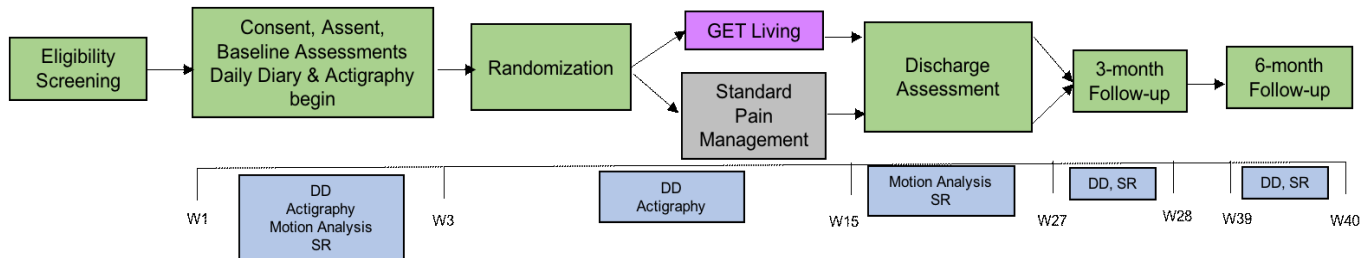 Eligibility
Screening
Consent, Assent,
Baseline Assessments
Daily Diary & Actigraphy
begin
Randomization
GET Living
Standard
Pain
Management
Discharge
Assessment
3-month
Follow-up
6-month
Follow-up
W1
DD
Actigraphy
Motion Analysis
SR
W3
DD
Actigraphy
W15
Motion Analysis
SR
W27
DD, SR
W28
W39
DD, SR
W40